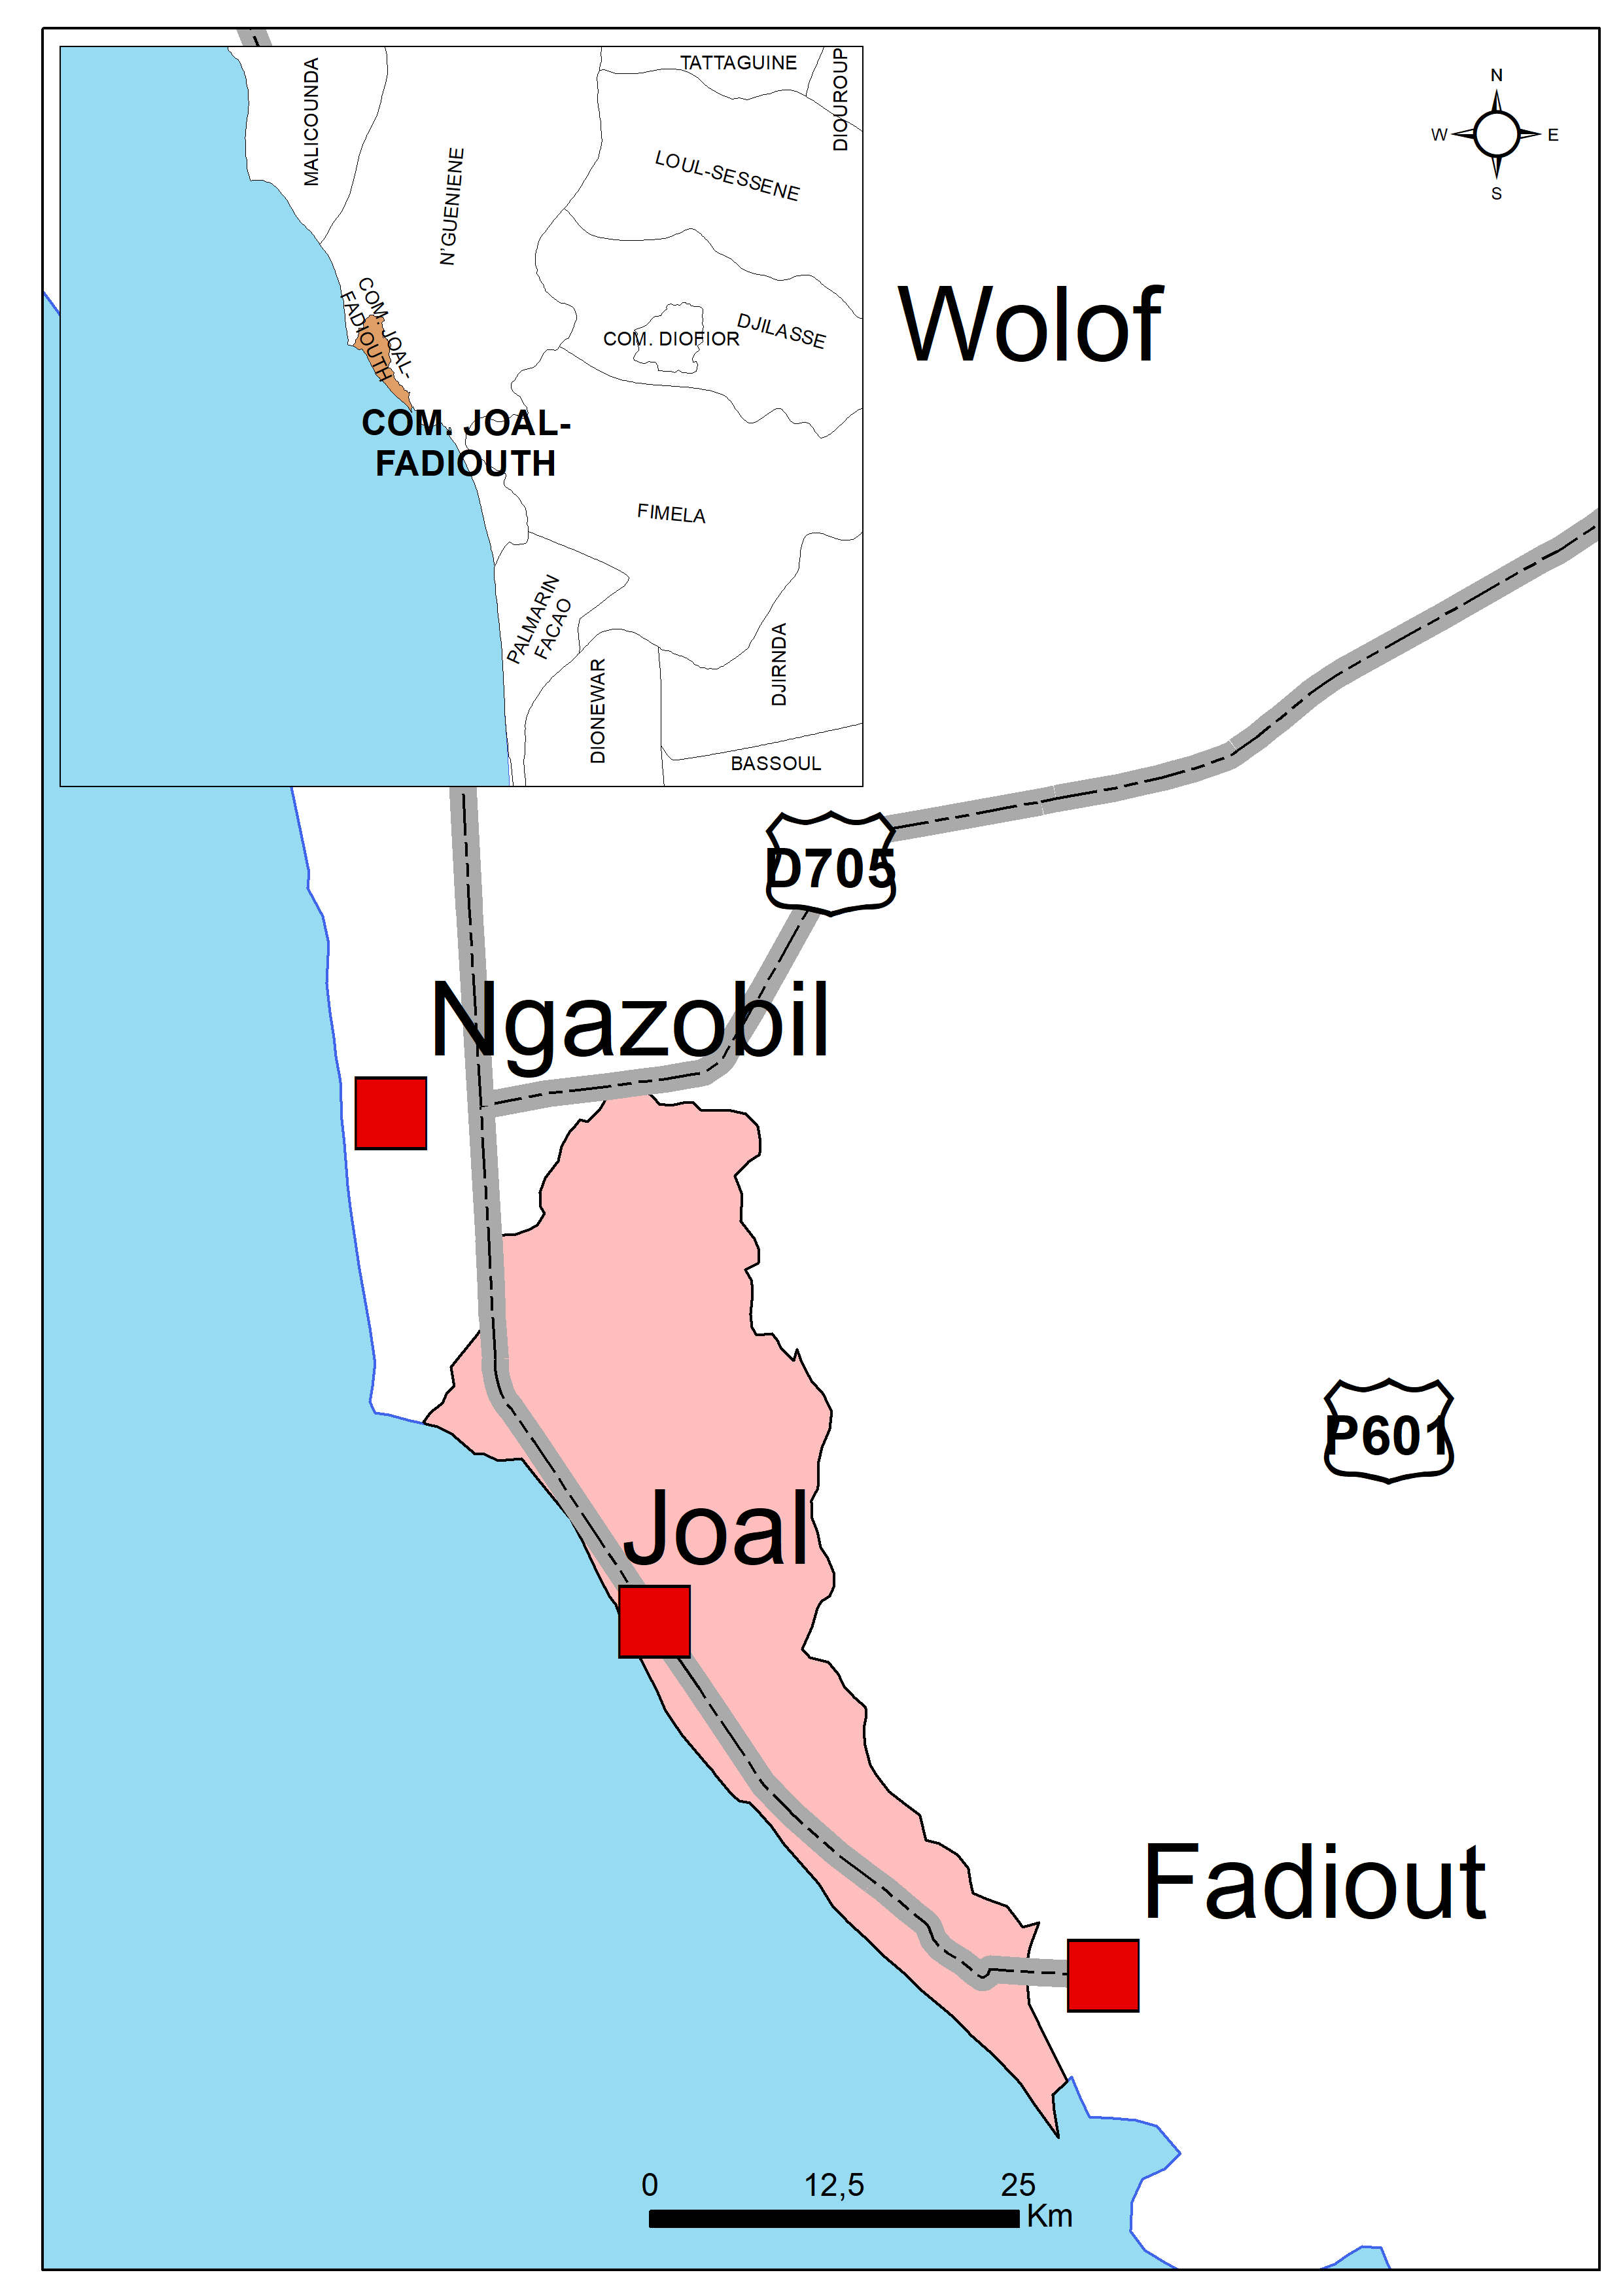 TATTAGUINE
DIOUROUP
MALICOUNDA
N'GUENIENE
LOUL-SESSENE
COM. JOAL-
FADIOUTH
COM. DIOFIOR
DJILASSE
COM. JOAL-
FADIOUTH
FIMELA
PALMARIN
FACAO
DIONEWAR
DJIRNDA
BASSOUL
N
W
E
S
Wolof
D705
Ngazobil
P601
Joal
Fadiout
0 12,5 25
Km